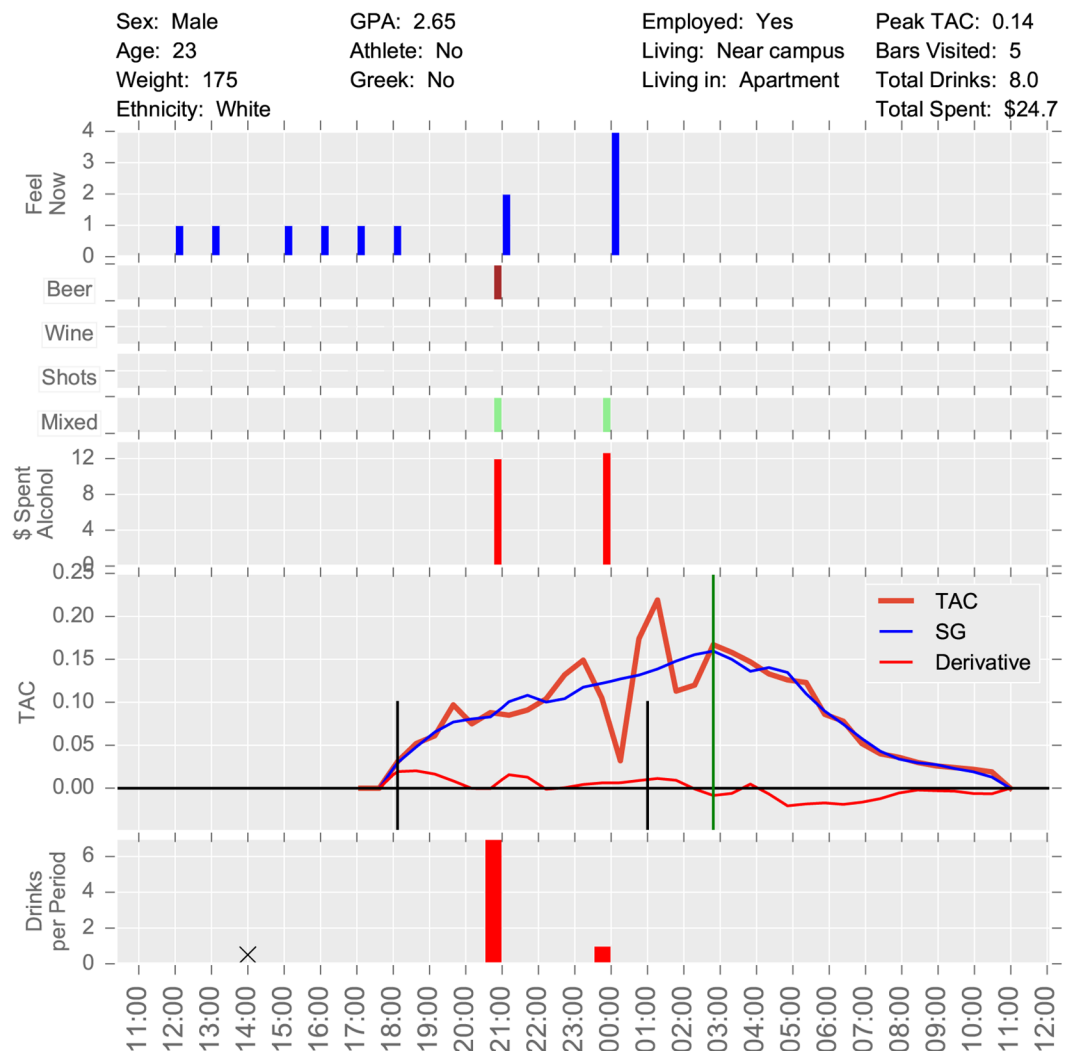 Sex: Male GPA: 2.65 Employed: Yes Peak TAC: 0.14
Age: 23 Athlete: No Living: Near campus Bars Visited: 5
Weight: 175 Greek: No Living in: Apartment Total Drinks: 8.0
Ethnicity: White Total Spent: $24.7
4
3
2
1
0
Feel
Now
Beer
Wine
Shots
Mixed
12
8
4
0
$ Spent
Alcohol
0.25
0.20
0.15
0.10
0.05
0.00
TAC
TAC
SG
Derivative
6
4
2
0
Drinks
per Period
11:00 12:00 13:00 14:00 15:00 16:00 17:00 18:00 19:00 20:00 21:00 22:00 23:00 00:00 01:00 02:00 03:00 04:00 05:00 06:00 07:00 08:00 09:00 10:00 11:00 12:00